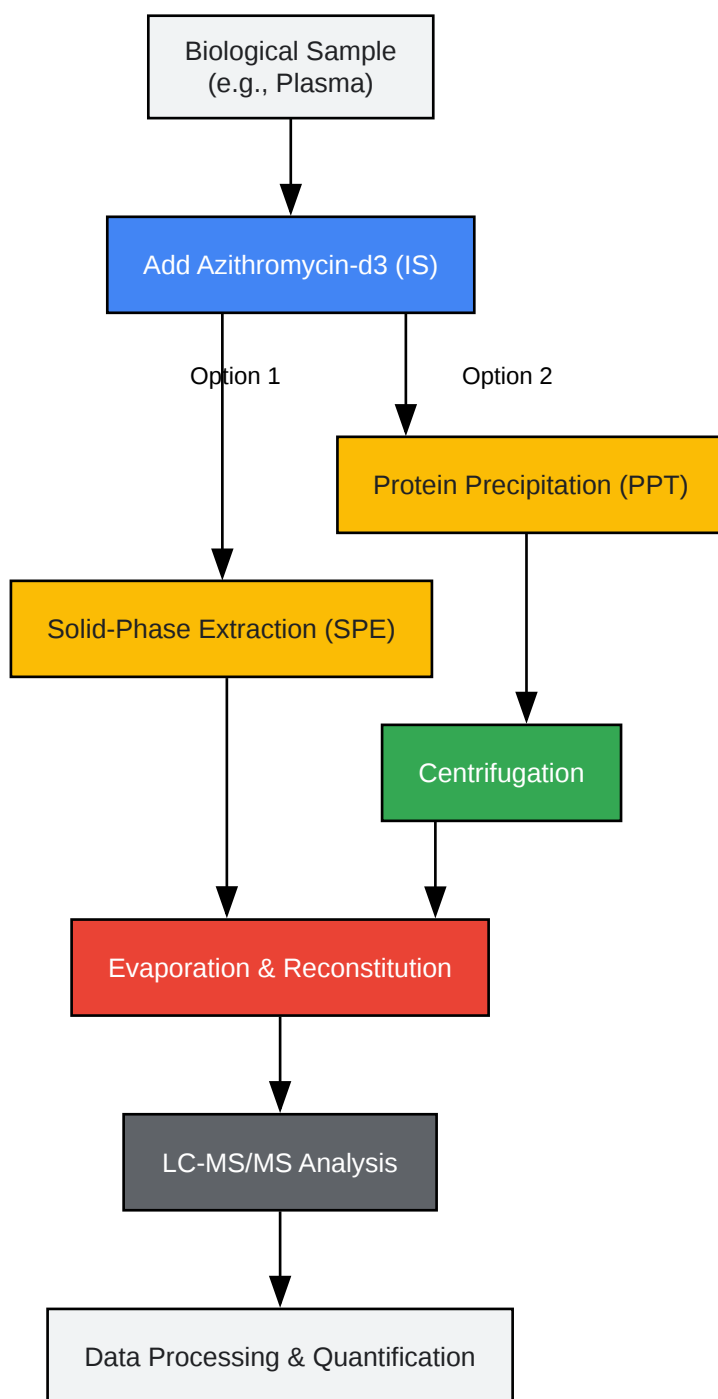 Biological Sample
(e.g., Plasma)
Add Azithromycin-d3 (IS)
Option 1
Option 2
Protein Precipitation (PPT)
Solid-Phase Extraction (SPE)
Centrifugation
Evaporation & Reconstitution
LC-MS/MS Analysis
Data Processing & Quantification